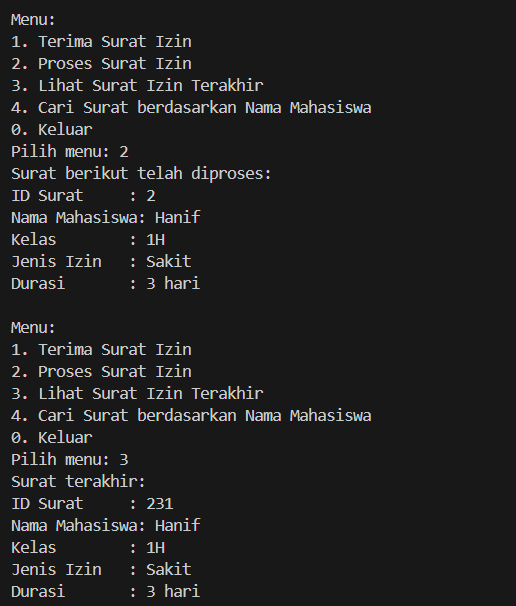 Menu:
1. Terima Surat Izin
2. Proses Surat Izin
3. Lihat Surat Izin Terakhir
4. Cari Surat berdasarkan Nama Mahasiswa
0. Keluar
Pilih menu: 2
Surat berikut telah diproses:
ID Surat     : 2
Nama Mahasiswa: Hanif
Kelas        : 1H
Jenis Izin   : Sakit
Durasi       : 3 hari

Menu:
1. Terima Surat Izin
2. Proses Surat Izin
3. Lihat Surat Izin Terakhir
4. Cari Surat berdasarkan Nama Mahasiswa
0. Keluar
Pilih menu: 3
Surat terakhir:
ID Surat     : 231
Nama Mahasiswa: Hanif
Kelas        : 1H
Jenis Izin   : Sakit
Durasi       : 3 hari